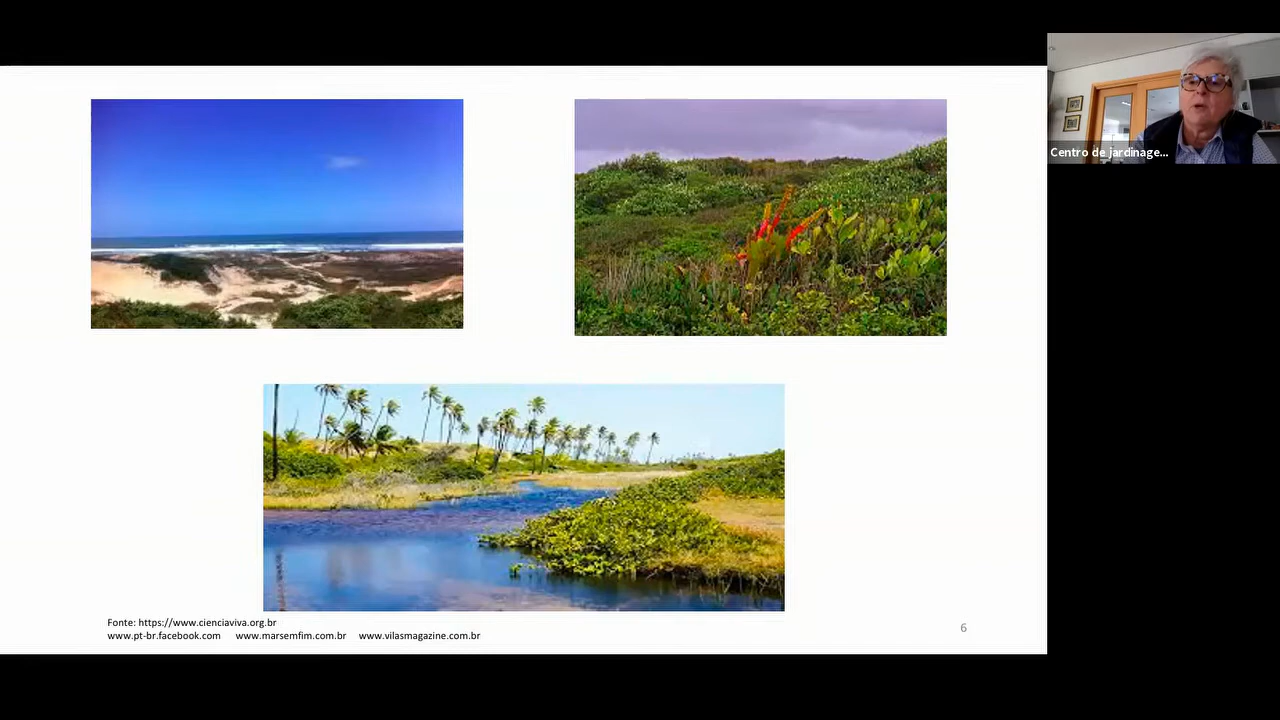 Centro de jardinage...
Fonte: https://www.cienciaviva.org.br
www.pt-br.facebook.com www.marsemfim.com.br www.vilasmagazine.com.br
6